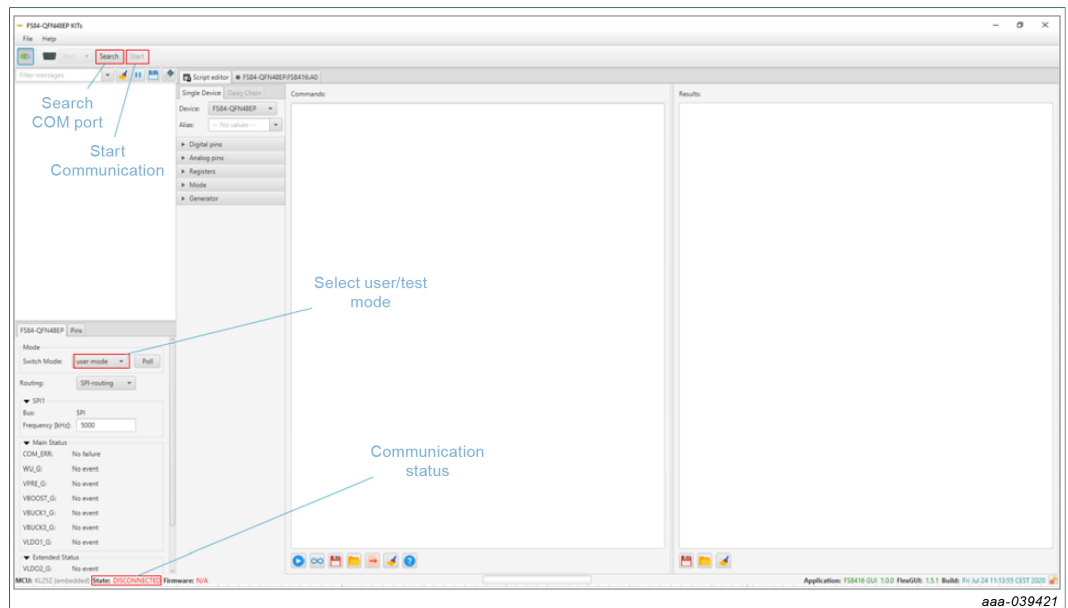 FS84-QFN48EP KITs
File Help
Port Search Start
Filter messages
Script editor FS84-QFN48EP:FS8416:A0
Single Device Daisy Chain
Commands:
Results:
Device: FS84-QFN48EP
Alias: -- (No values) --
Digital pins
Analog pins
Registers
Mode
Generator
Search
COM port
Start
Communication
Select user/test
mode
FS84-QFN48EP Pins
Mode
Switch Mode: user-mode Poll
Routing: SPI-routing
SPI1
Bus: SPI
Frequency [kHz]: 5000
Main Status
COM_ERR: No failure
WU_G: No event
VPRE_G: No event
VBOOST_G: No event
VBUCK1_G: No event
VBUCK3_G: No event
VLDO1_G: No event
Extended Status
VLDO2_G: No event
Communication
status
MCU: KL25Z (embedded) State: DISCONNECTED Firmware: N/A
Application: FS8416 GUI 1.0.0 FlexGUI: 1.5.1 Build: Fri Jul 24 11:13:55 CEST 2020
aaa-039421